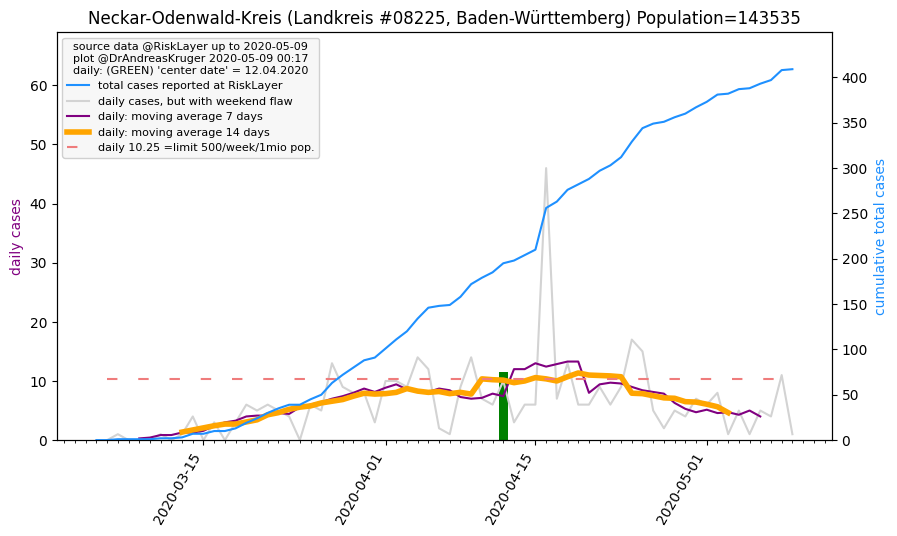 Neckar-Odenwald-Kreis (Landkreis #08225, Baden-Württemberg) Population=143535
source data @RiskLayer up to 2020-05-09
plot @DrAndreasKruger 2020-05-09 00:17
daily: (GREEN) 'center date' = 12.04.2020
total cases reported at RiskLayer
daily cases, but with weekend flaw
daily: moving average 7 days
daily: moving average 14 days
daily 10.25 =limit 500/week/1mio pop.
daily cases
60
50
40
30
20
10
0
400
350
300
250
200
150
100
50
0
cumulative total cases
2020-03-15
2020-04-01
2020-04-15
2020-05-01